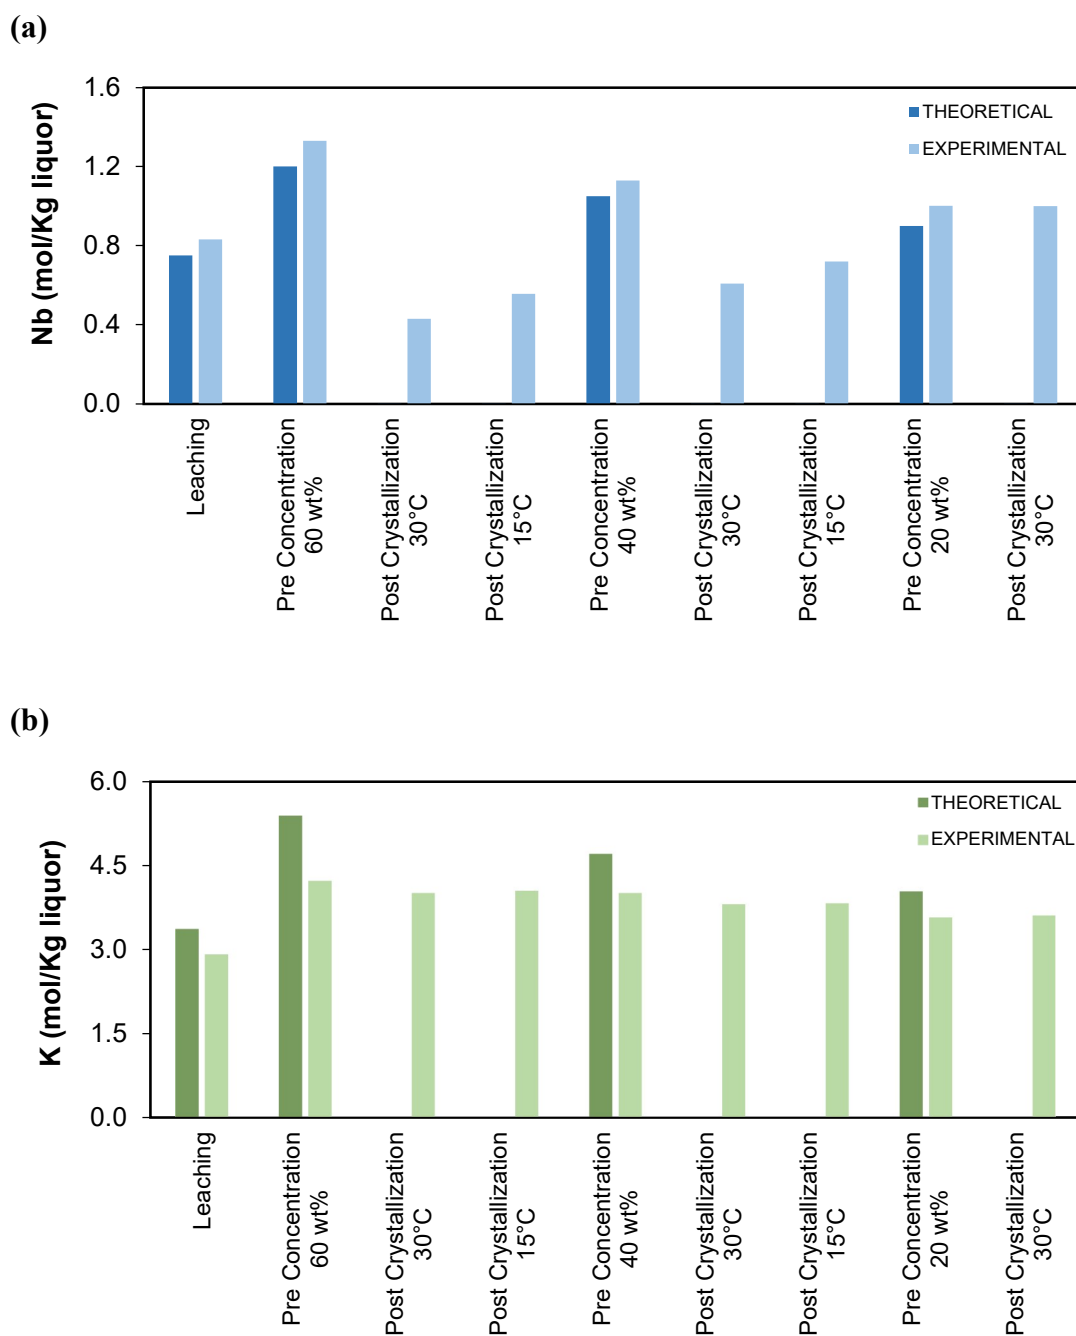 (a)
1.6
1.2
0.8
0.4
0.0
Nb (mol/Kg liquor)
THEORETICAL
EXPERIMENTAL
Leaching
Pre Concentration
60 wt%
Post Crystallization
30°C
Post Crystallization
15°C
Pre Concentration
40 wt%
Post Crystallization
30°C
Post Crystallization
15°C
Pre Concentration
20 wt%
Post Crystallization
30°C
(b)
6.0
4.5
3.0
1.5
0.0
K (mol/Kg liquor)
THEORETICAL
EXPERIMENTAL
Leaching
Pre Concentration
60 wt%
Post Crystallization
30°C
Post Crystallization
15°C
Pre Concentration
40 wt%
Post Crystallization
30°C
Post Crystallization
15°C
Pre Concentration
20 wt%
Post Crystallization
30°C